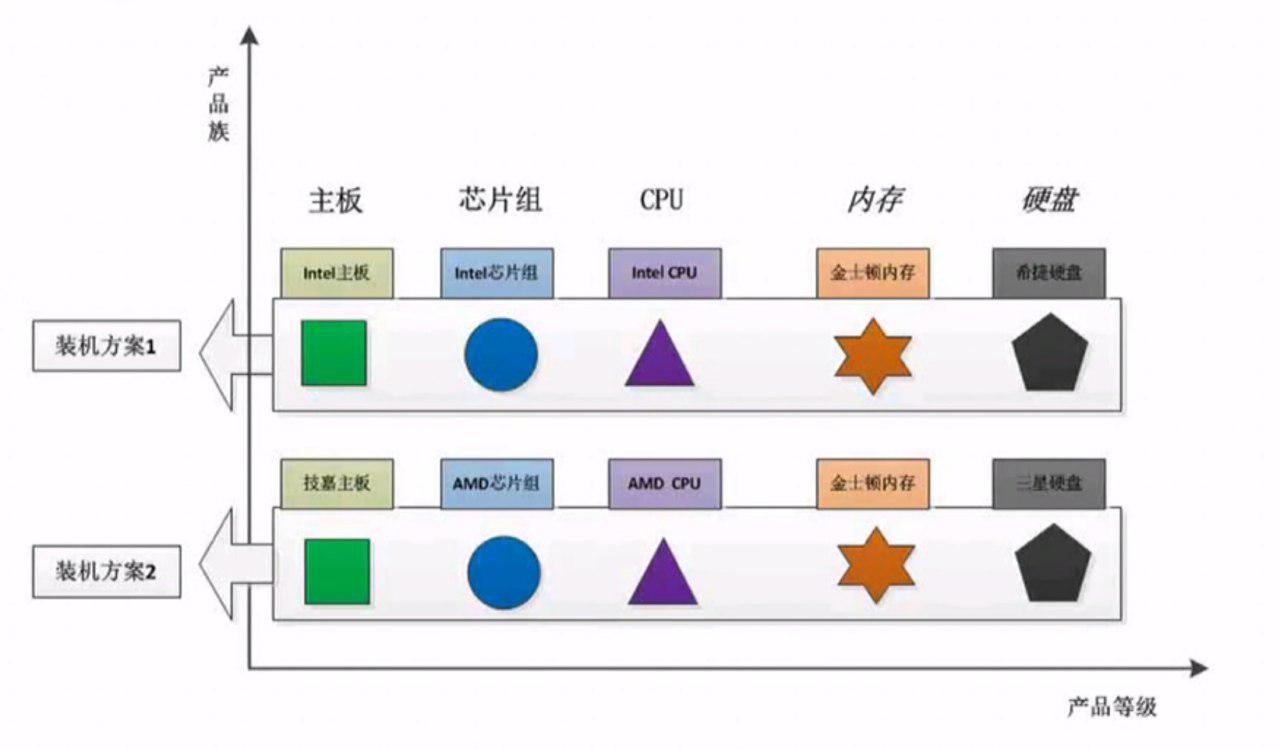 产品族
主板 芯片组 CPU 内存 硬盘
Intel主板 Intel芯片组 Intel CPU 金士顿内存 希捷硬盘
装机方案1
技嘉主板 AMD芯片组 AMD CPU 金士顿内存 三星硬盘
装机方案2
产品等级